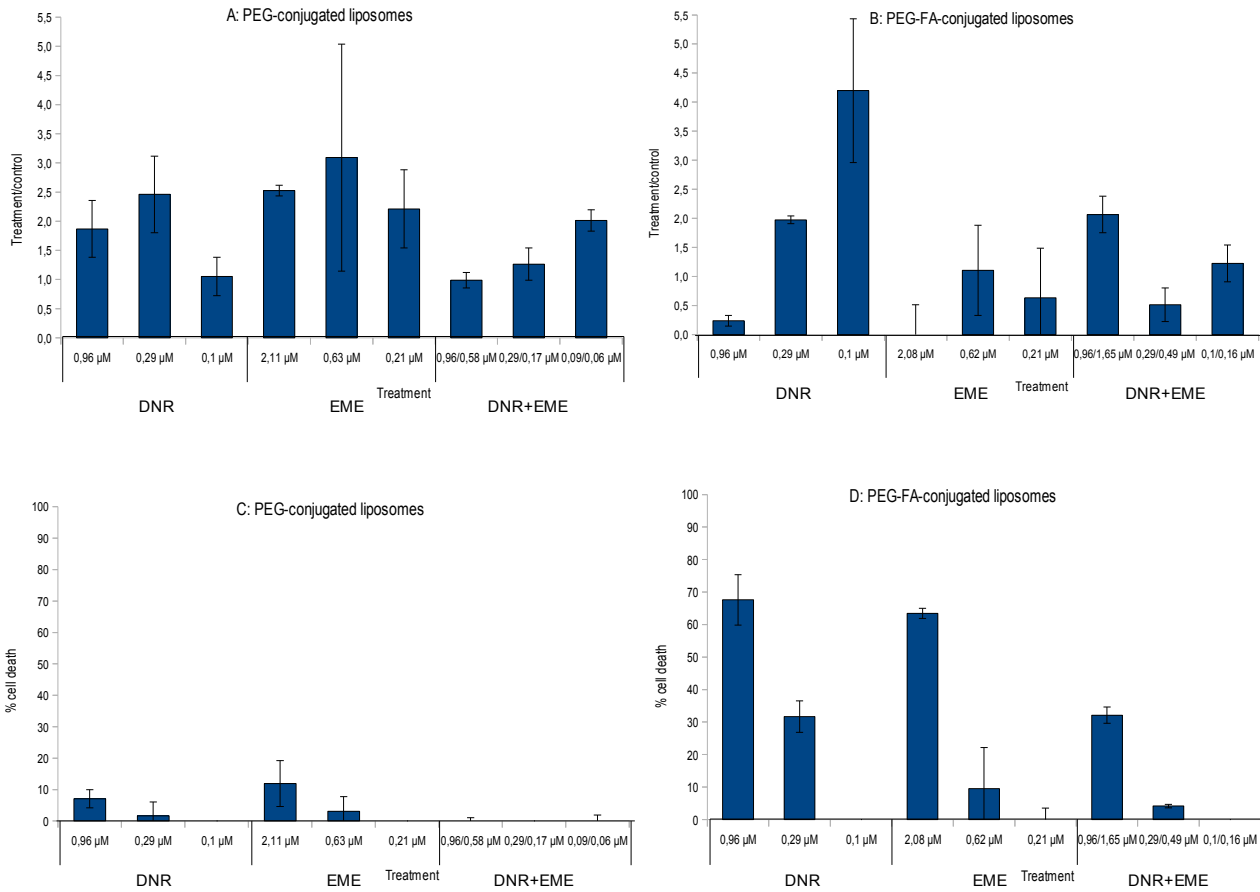 A: PEG-conjugated liposomes
5,5
5,0
4,5
4,0
3,5
3,0
2,5
2,0
1,5
1,0
0,5
0,0
Treatment/control
0,96 µM 0,29 µM 0,1 µM 2,11 µM 0,63 µM 0,21 µM 0,96/0,58 µM 0,29/0,17 µM 0,09/0,06 µM
Treatment
DNR EME DNR+EME
B: PEG-FA-conjugated liposomes
5,5
5,0
4,5
4,0
3,5
3,0
2,5
2,0
1,5
1,0
0,5
0,0
Treatment/control
0,96 µM 0,29 µM 0,1 µM 2,08 µM 0,62 µM 0,21 µM 0,96/1,65 µM 0,29/0,49 µM 0,1/0,16 µM
Treatment
DNR EME DNR+EME
C: PEG-conjugated liposomes
100
90
80
70
60
50
40
30
20
10
0
% cell death
0,96 µM 0,29 µM 0,1 µM 2,11 µM 0,63 µM 0,21 µM 0,96/0,58 µM 0,29/0,17 µM 0,09/0,06 µM
Treatment
DNR EME DNR+EME
D: PEG-FA-conjugated liposomes
100
90
80
70
60
50
40
30
20
10
0
% cell death
0,96 µM 0,29 µM 0,1 µM 2,08 µM 0,62 µM 0,21 µM 0,96/1,65 µM 0,29/0,49 µM 0,1/0,16 µM
Treatment
DNR EME DNR+EME